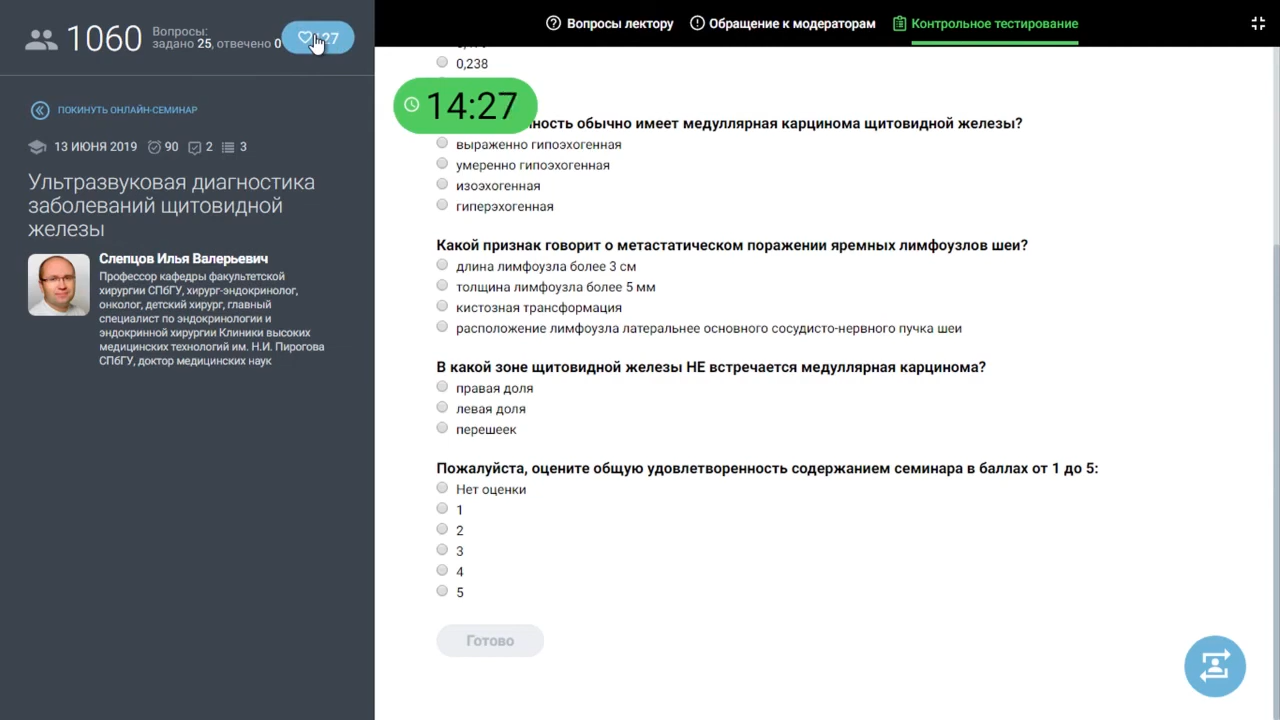 1060
Вопросы:
задано 25, отвечено 0
27
ПОКИНУТЬ ОНЛАЙН-СЕМИНАР
13 ИЮНЯ 2019 90 2 3
Ультразвуковая диагностика
заболеваний щитовидной
железы
Слепцов Илья Валерьевич
Профессор кафедры факультетской
хирургии СПбГУ, хирург-эндокринолог,
онколог, детский хирург, главный
специалист по эндокринологии и
эндокринной хирургии Клиники высоких
медицинских технологий им. Н.И. Пирогова
СПбГУ, доктор медицинских наук
Вопросы лектору
Обращение к модераторам
Контрольное тестирование
0,238
14:27
обычно имеет медуллярная карцинома щитовидной железы?
выраженно гипоэхогенная
умеренно гипоэхогенная
изоэхогенная
гиперэхогенная
Какой признак говорит о метастатическом поражении яремных лимфоузлов шеи?
длина лимфоузла более 3 см
толщина лимфоузла более 5 мм
кистозная трансформация
расположение лимфоузла латеральнее основного сосудисто-нервного пучка шеи
В какой зоне щитовидной железы НЕ встречается медуллярная карцинома?
правая доля
левая доля
перешеек
Пожалуйста, оцените общую удовлетворенность содержанием семинара в баллах от 1 до 5:
Нет оценки
1
2
3
4
5
Готово